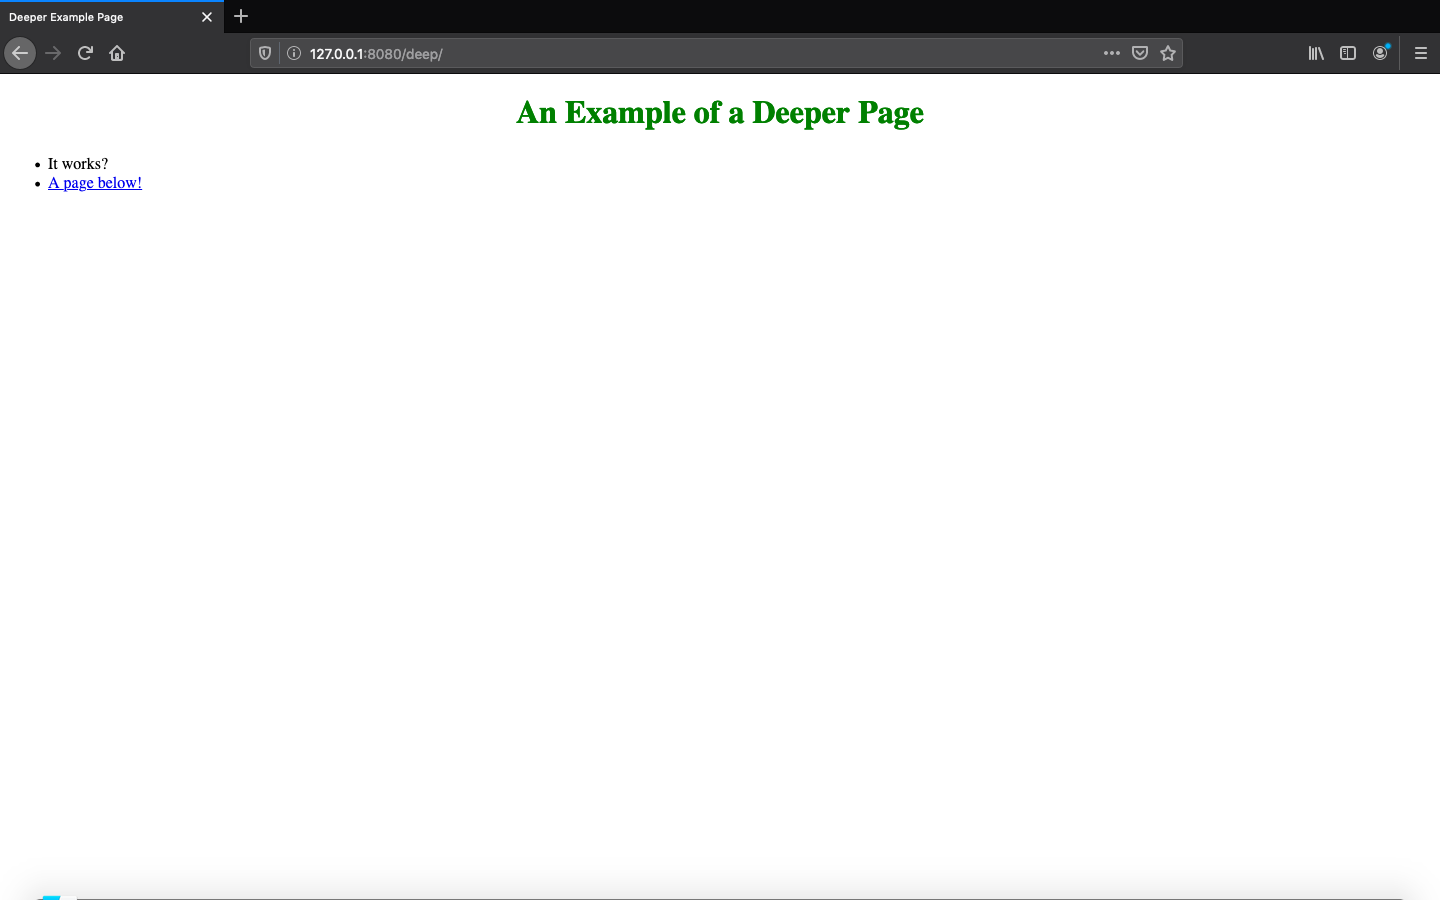 Deeper Example Page
127.0.0.1:8080/deep/
An Example of a Deeper Page
It works?
A page below!